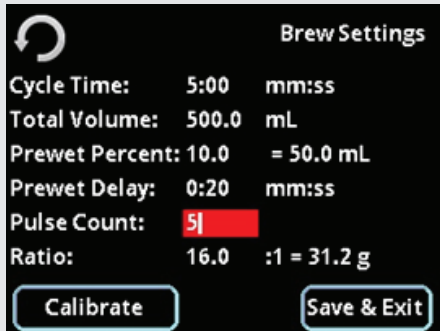 Brew Settings
Cycle Time: 5:00 mm:ss
Total Volume: 500.0 mL
Prewet Percent: 10.0 = 50.0 mL
Prewet Delay: 0:20 mm:ss
Pulse Count: 5
Ratio: 16.0 :1 = 31.2 g
Calibrate Save & Exit